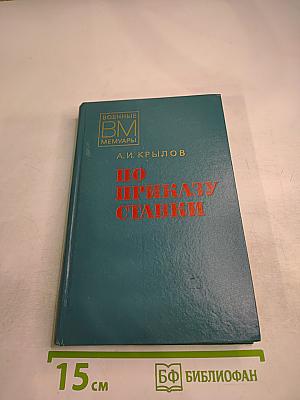 ВОЕННЫЕ
ВМ
МЕМУАРЫ
А.И.КРЫЛОВ
ПО
ПРИКАЗУ
СТАВКИ
15 см
БФ БИБЛИОФАН